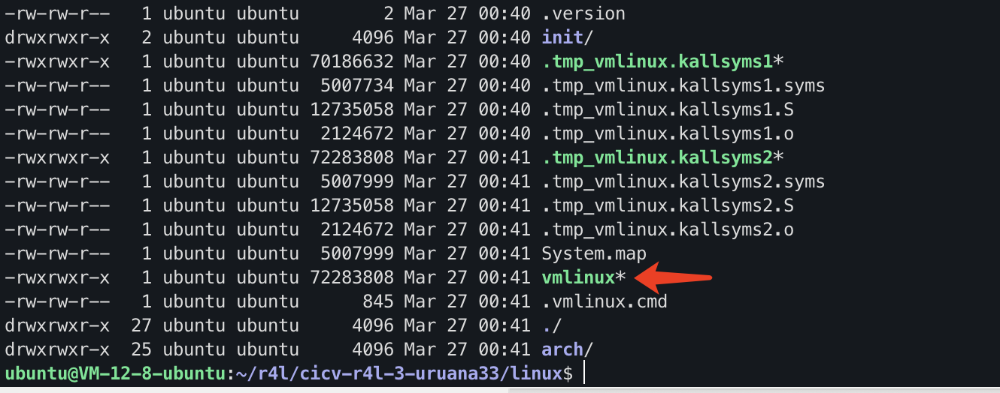 -rw-rw-r--   1 ubuntu ubuntu        2 Mar 27 00:40 .version
drwxrwxr-x   2 ubuntu ubuntu     4096 Mar 27 00:40 init/
-rwxrwxr-x   1 ubuntu ubuntu 70186632 Mar 27 00:40 .tmp_vmlinux.kallsyms1*
-rw-rw-r--   1 ubuntu ubuntu  5007734 Mar 27 00:40 .tmp_vmlinux.kallsyms1.syms
-rw-rw-r--   1 ubuntu ubuntu 12735058 Mar 27 00:40 .tmp_vmlinux.kallsyms1.S
-rw-rw-r--   1 ubuntu ubuntu  2124672 Mar 27 00:40 .tmp_vmlinux.kallsyms1.o
-rwxrwxr-x   1 ubuntu ubuntu 72283808 Mar 27 00:41 .tmp_vmlinux.kallsyms2*
-rw-rw-r--   1 ubuntu ubuntu  5007999 Mar 27 00:41 .tmp_vmlinux.kallsyms2.syms
-rw-rw-r--   1 ubuntu ubuntu 12735058 Mar 27 00:41 .tmp_vmlinux.kallsyms2.S
-rw-rw-r--   1 ubuntu ubuntu  2124672 Mar 27 00:41 .tmp_vmlinux.kallsyms2.o
-rw-rw-r--   1 ubuntu ubuntu  5007999 Mar 27 00:41 System.map
-rwxrwxr-x   1 ubuntu ubuntu 72283808 Mar 27 00:41 vmlinux*
-rw-rw-r--   1 ubuntu ubuntu      845 Mar 27 00:41 .vmlinux.cmd
drwxrwxr-x  27 ubuntu ubuntu     4096 Mar 27 00:41 ./
drwxrwxr-x  25 ubuntu ubuntu     4096 Mar 27 00:41 arch/
ubuntu@VM-12-8-ubuntu:~/r4l/cicv-r4l-3-uruana33/linux$